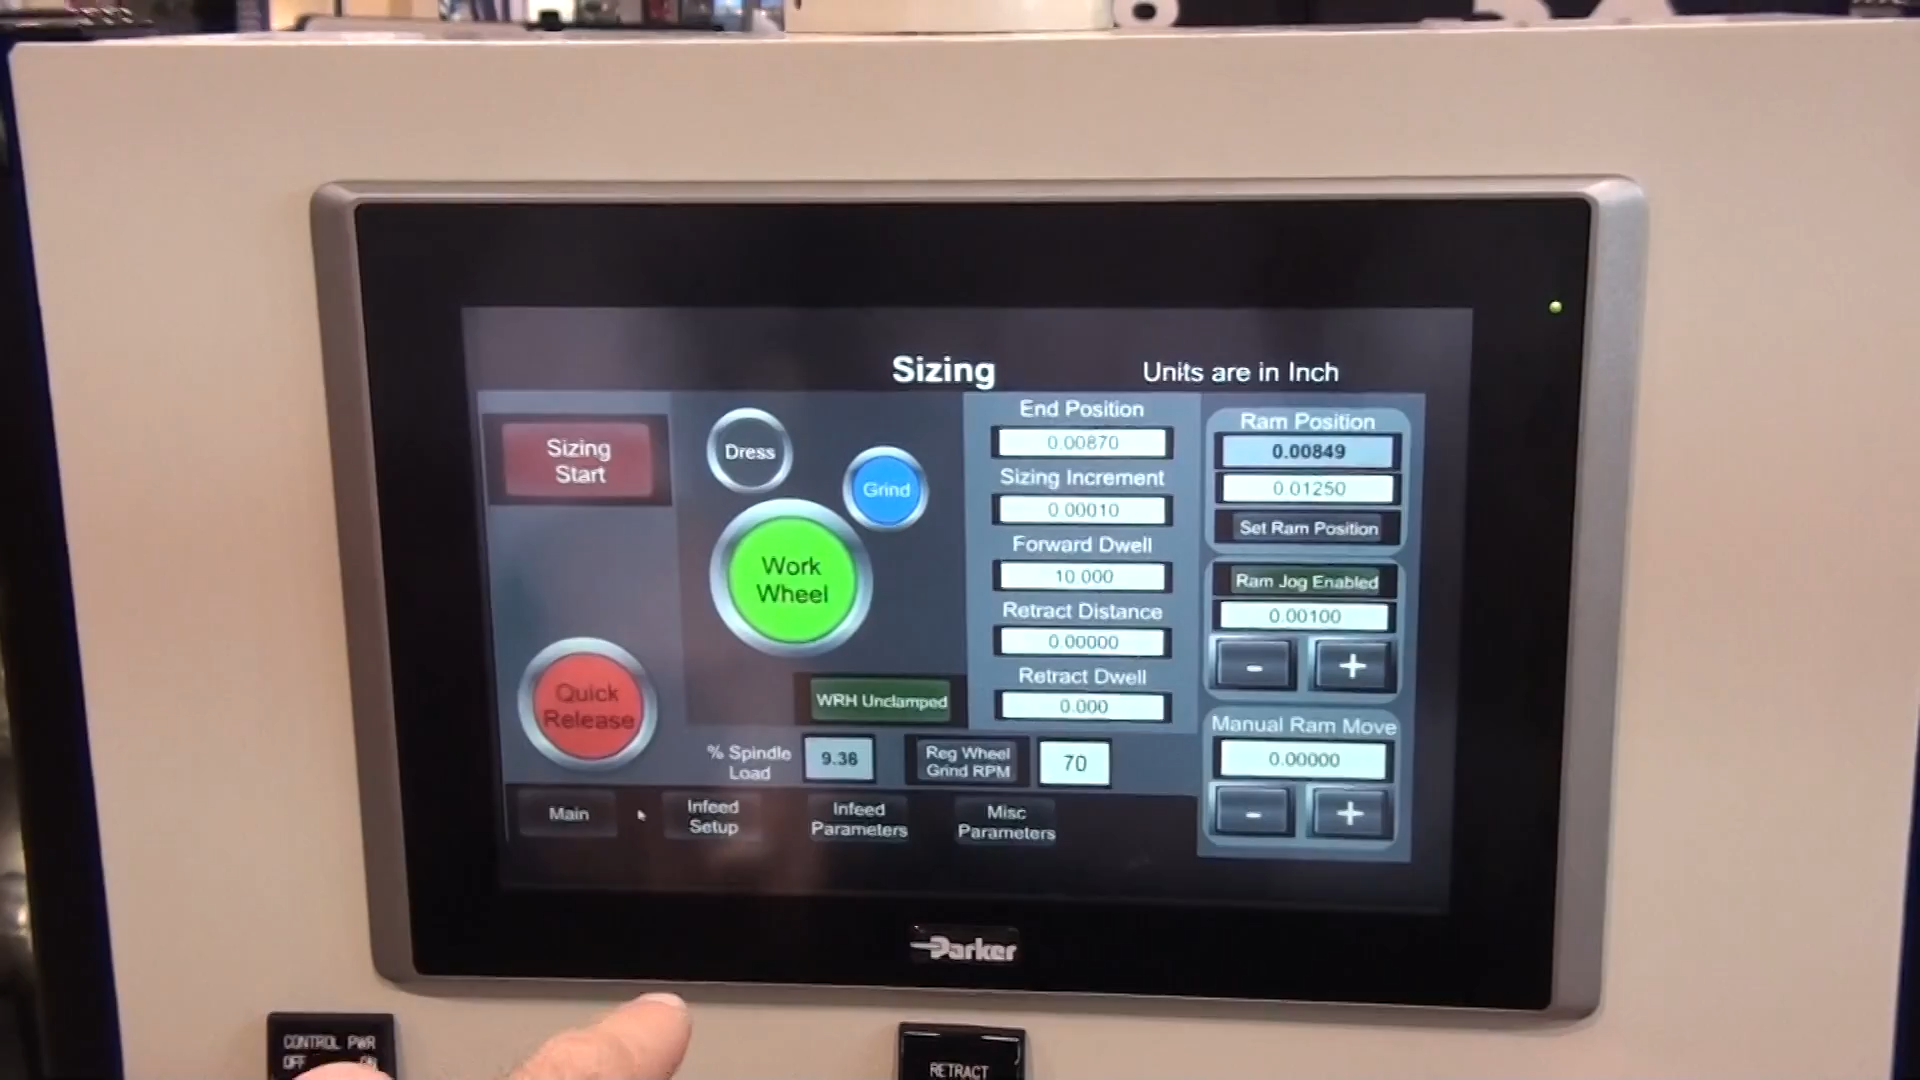 Sizing
Units are in Inch
Sizing
Start
Dress
Grind
Work
Wheel
Quick
Release
WRH Unclamped
% Spindle
Load
9.38
Reg Wheel
Grind RPM
70
End Position
0.00870
Sizing Increment
0.00010
Forward Dwell
10.000
Retract Distance
0.00000
Retract Dwell
0.000
Ram Position
0.00849
0.01250
Set Ram Position
Ram Jog Enabled
0.00100
- +
Manual Ram Move
0.00000
- +
Main
Infeed
Setup
Infeed
Parameters
Misc
Parameters
Parker
CONTROL PWR
OFF ON
RETRACT